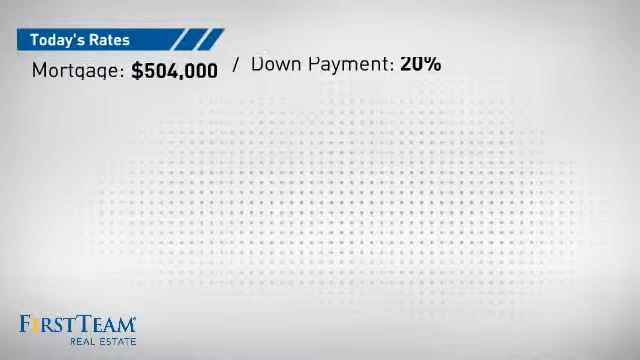 Today's Rates
Mortgage: $504,000 / Down Payment: 20%
FIRSTTEAM®
REAL ESTATE